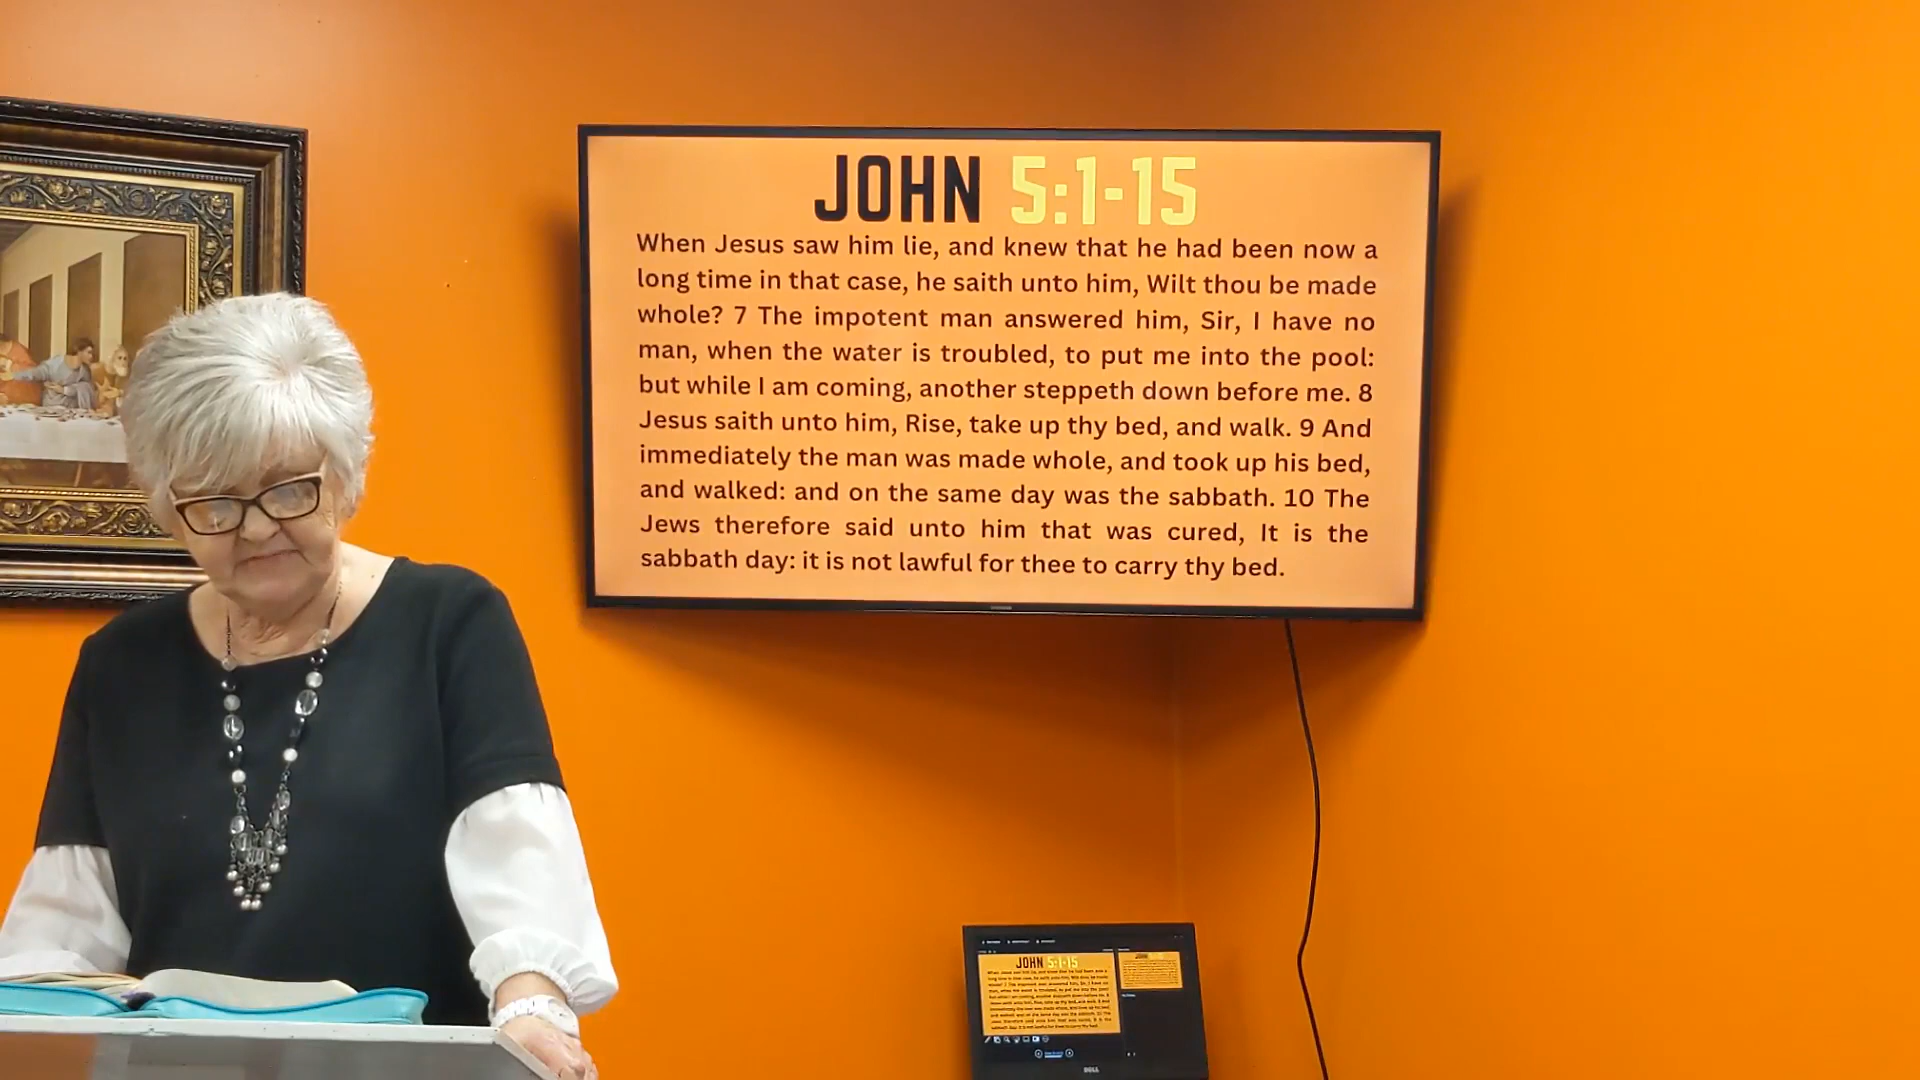 JOHN 5:1-15
When Jesus saw him lie, and knew that he had been now a
long time in that case, he saith unto him, Wilt thou be made
whole? 7 The impotent man answered him, Sir, I have no
man, when the water is troubled, to put me into the pool:
but while I am coming, another steppeth down before me. 8
Jesus saith unto him, Rise, take up thy bed, and walk. 9 And
immediately the man was made whole, and took up his bed,
and walked: and on the same day was the sabbath. 10 The
Jews therefore said unto him that was cured, It is the
sabbath day: it is not lawful for thee to carry thy bed.
JOHN 5:1-15
DELL